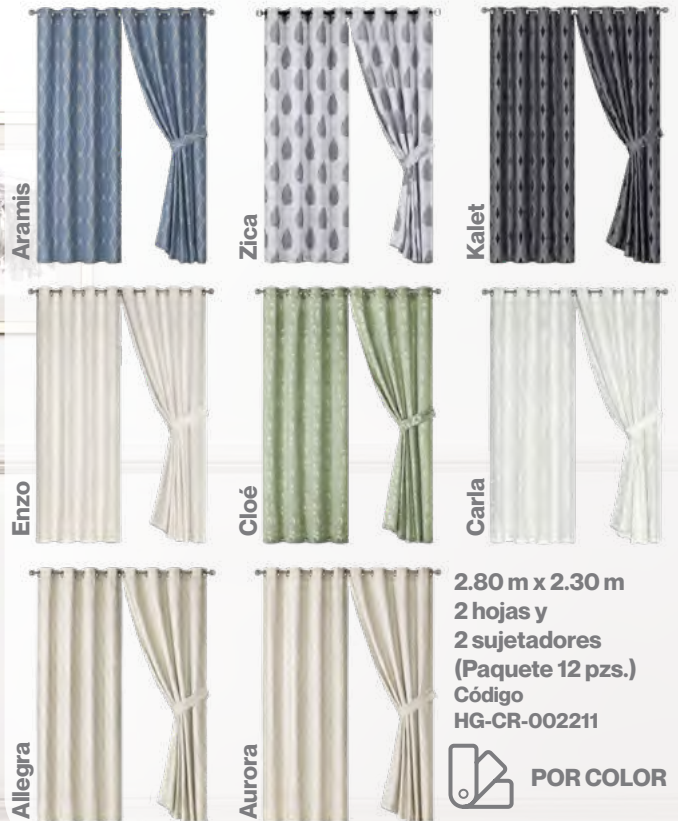 Aramis
Zica
Kalet
Enzo
Cloé
Carla
Allegra
Aurora
2.80 m x 2.30 m
2 hojas y
2 sujetadores
(Paquete 12 pzs.)
Código
HG-CR-002211
POR COLOR